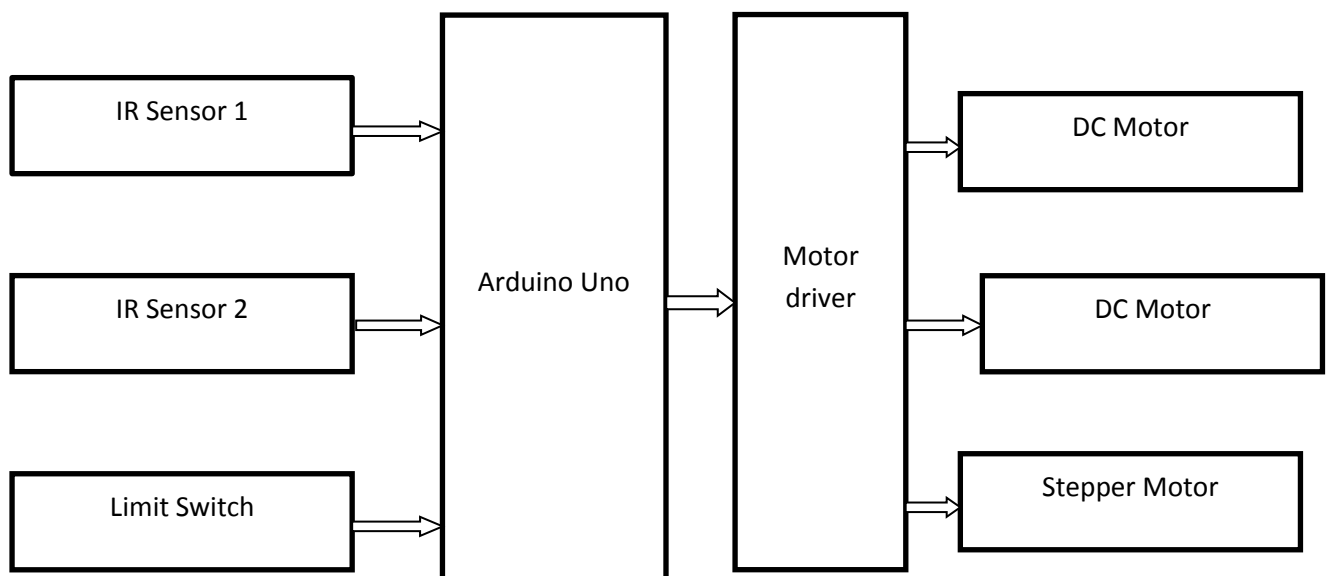 IR Sensor 1
IR Sensor 2
Limit Switch
Arduino Uno
Motor
driver
DC Motor
DC Motor
Stepper Motor